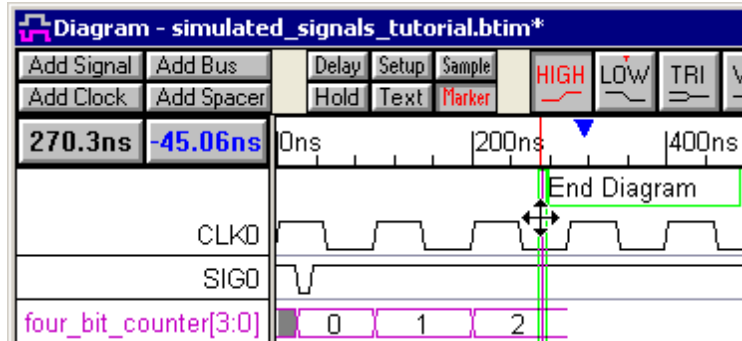 Diagram - simulated_signals_tutorial.btim*
Add Signal Add Bus Delay Setup Sample HIGH LOW TRI
Add Clock Add Spacer Hold Text Marker
270.3ns -45.06ns 0ns 200ns 400ns
End Diagram
CLK0
SIG0
four_bit_counter[3:0] 0 1 2